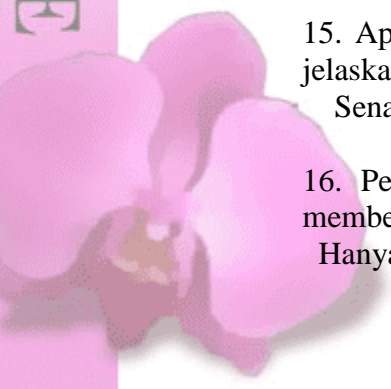 15. Ap
jelaska
Sena
16. Pe
membe
Hanya